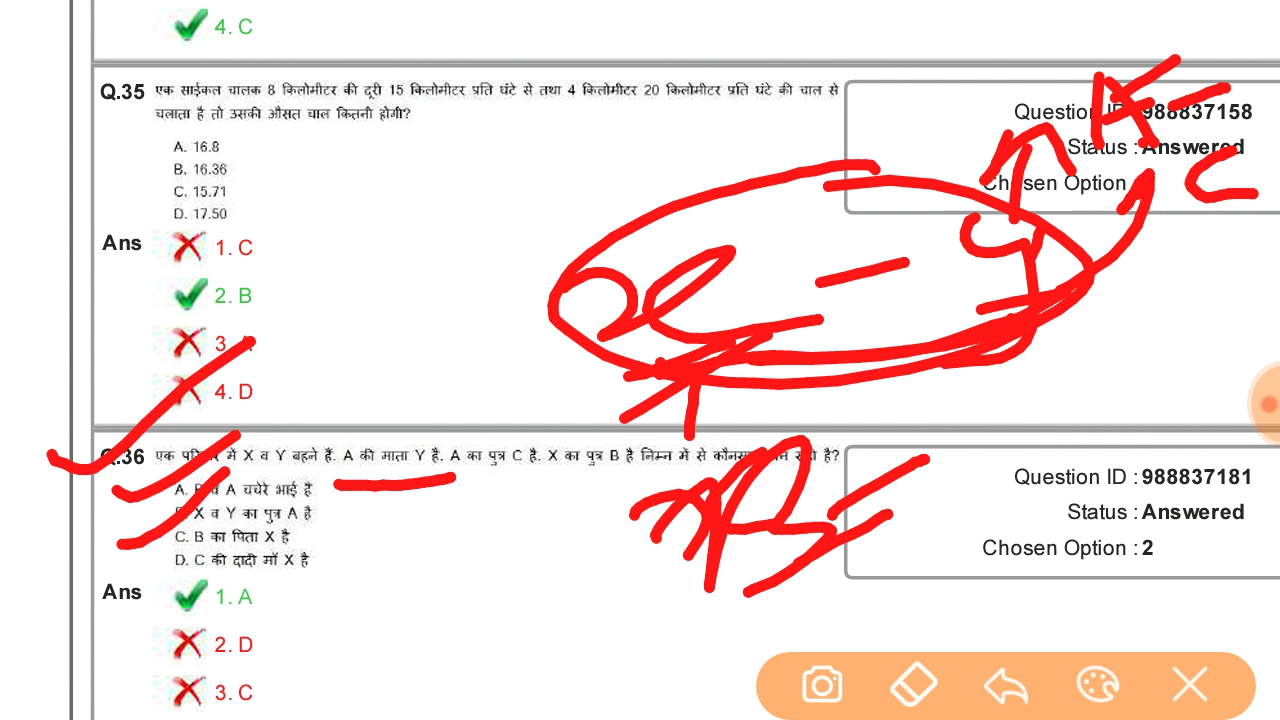 4. C
Q.35 एक साईकल चालक 8 किलोमीटर की दूरी 15 किलोमीटर प्रति घंटे से तथा 4 किलोमीटर 20 किलोमीटर प्रति घंटे की चाल से
चलाता है तो उसकी औसत चाल कितनी होगी?
A. 16.8
B. 16.36
C. 15.71
D. 17.50
Question ID : 988837158
Status : Answered
Chosen Option
Ans
1. C
2. B
3. A
4. D
Q.36 एक में X व Y बहने हैं. A की माता Y है. A का पुत्र C है. X का पुत्र B है निम्न में से है?
A. A चचेरे भाई हैं
X व Y का पुत्र A है
C. B का पिता X है
D. C की दादी माँ X है
Question ID : 988837181
Status : Answered
Chosen Option : 2
Ans
1. A
2. D
3. C